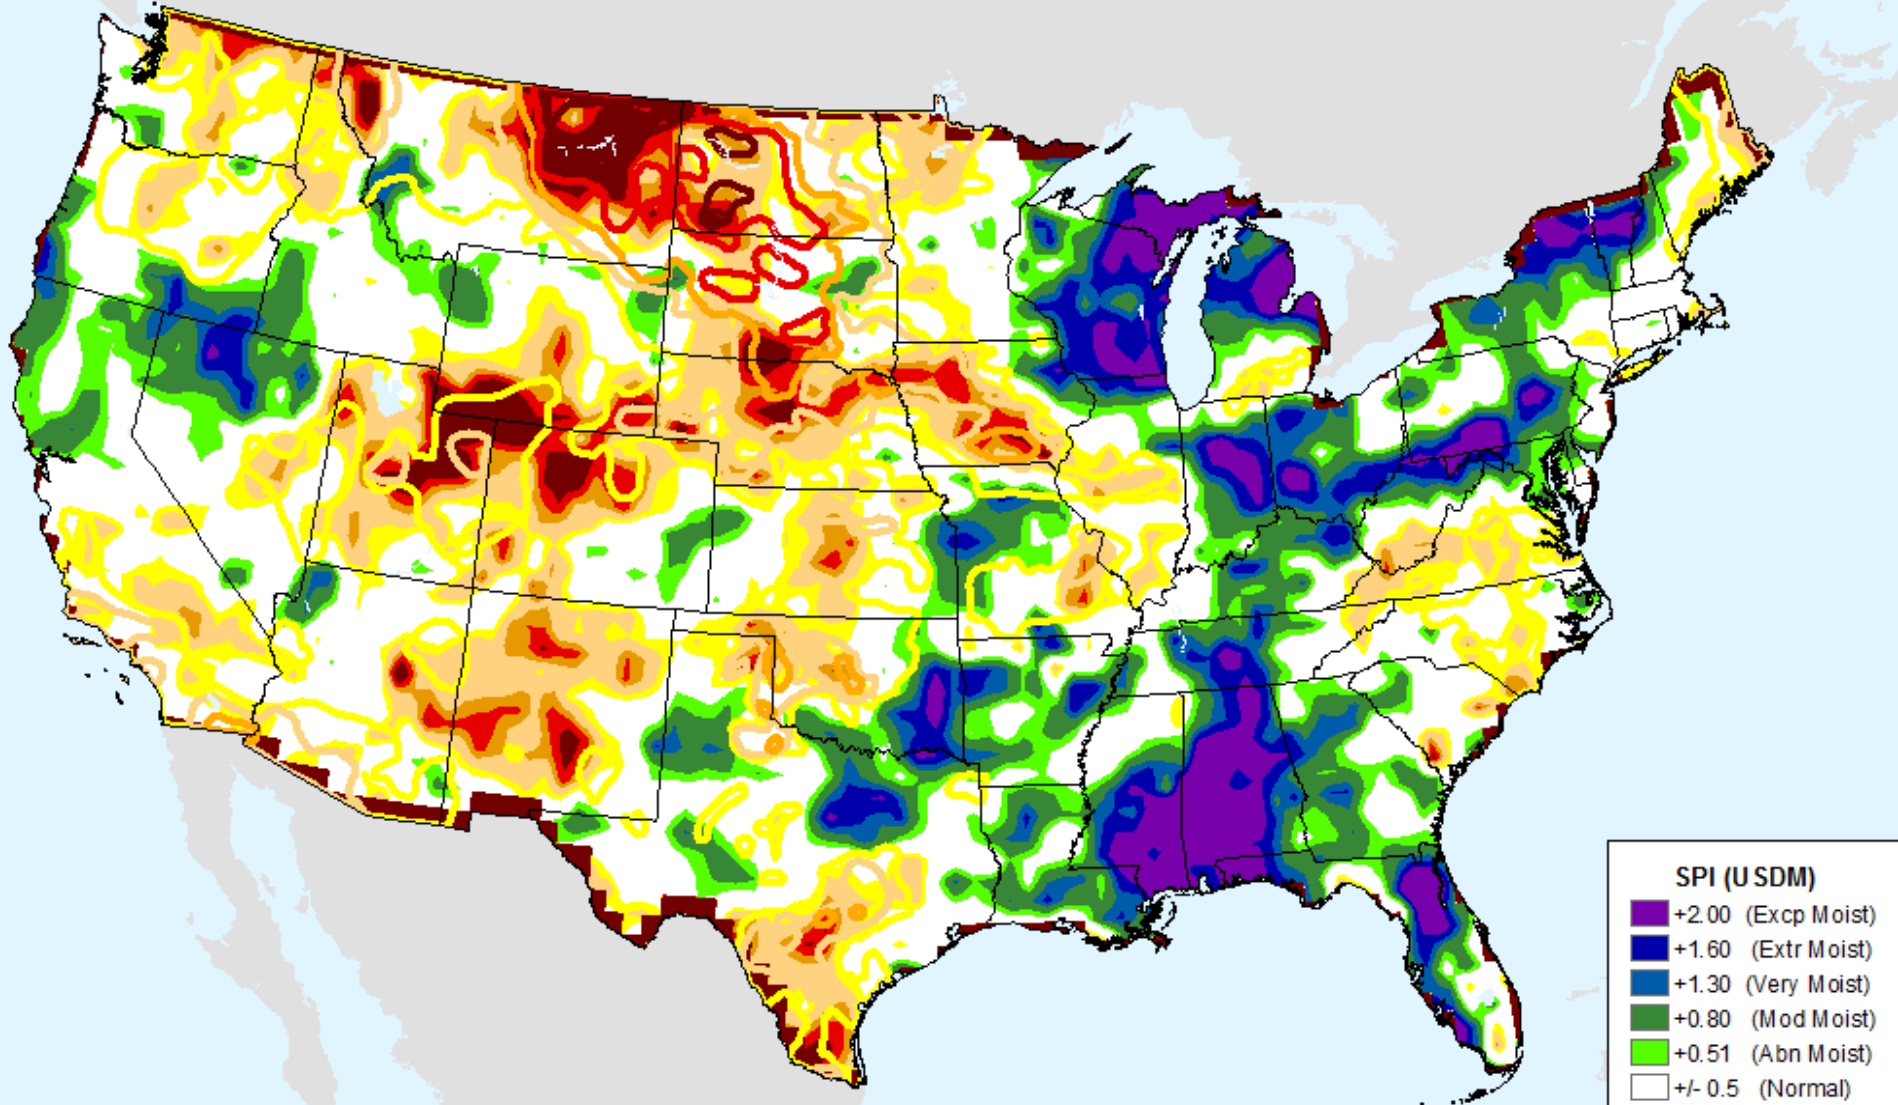 SPI (USDM)
+2.00 (Excp Moist)
+1.60 (Extr Moist)
+1.30 (Very Moist)
+0.80 (Mod Moist)
+0.51 (Abn Moist)
+/- 0.5 (Normal)